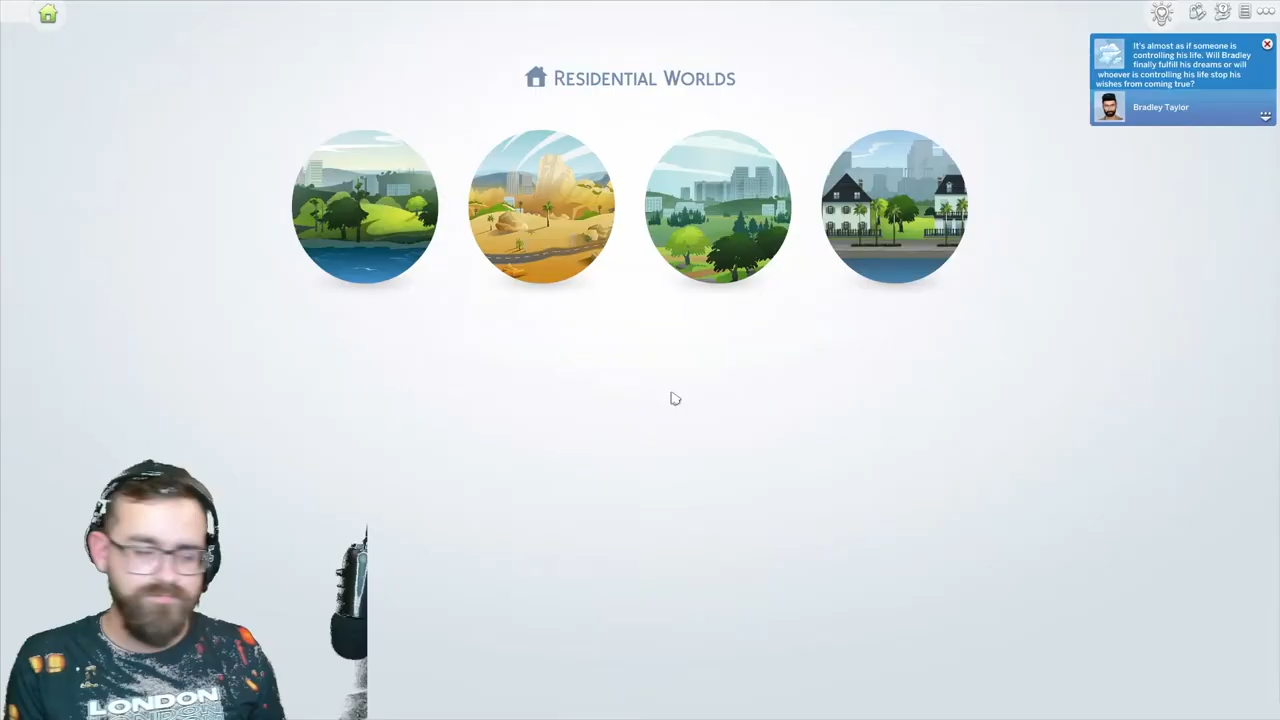 RESIDENTIAL WORLDS
It's almost as if someone is
controlling his life. Will Bradley
finally fulfill his dreams or will
whoever is controlling his life stop his
wishes from coming true?
Bradley Taylor
LONDON